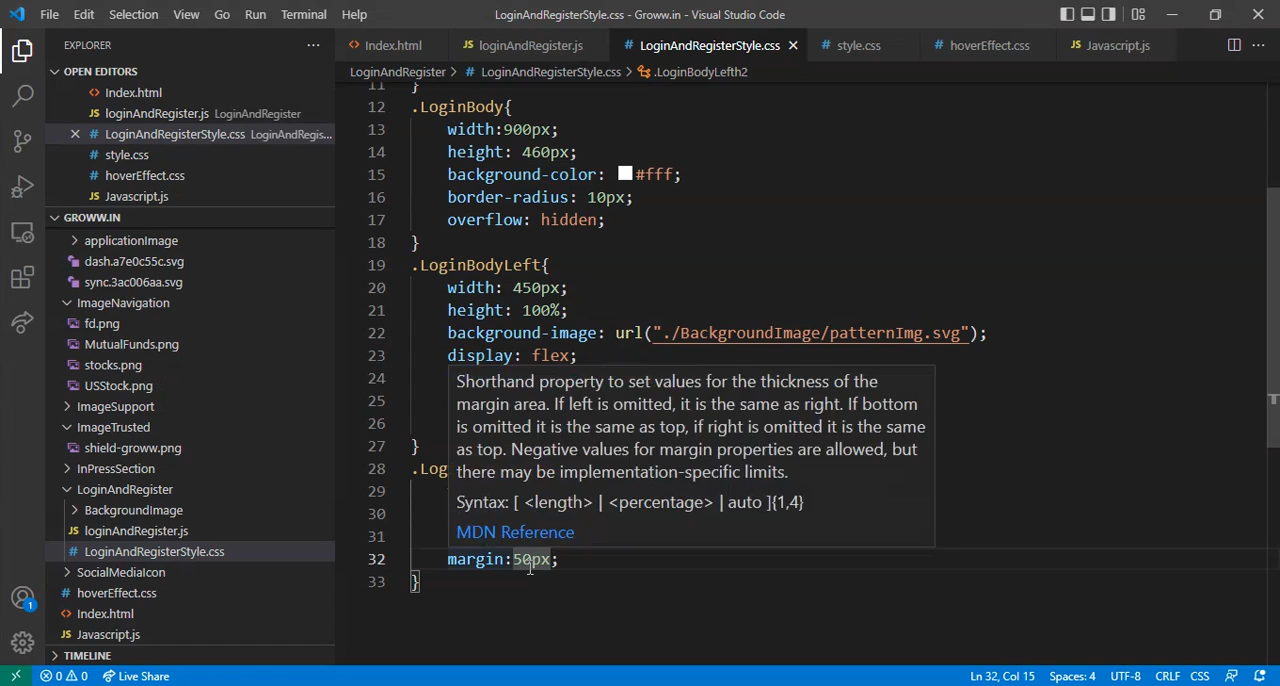 File Edit Selection View Go Run Terminal Help LoginAndRegisterStyle.css - Groww.in - Visual Studio Code
EXPLORER
OPEN EDITORS
Index.html
loginAndRegister.js LoginAndRegister
LoginAndRegisterStyle.css LoginAndRegis...
style.css
hoverEffect.css
Javascript.js
GROWW.IN
applicationImage
dash.a7e0c55c.svg
sync.3ac006aa.svg
ImageNavigation
fd.png
MutualFunds.png
stocks.png
USStock.png
ImageSupport
ImageTrusted
shield-groww.png
InPressSection
LoginAndRegister
BackgroundImage
loginAndRegister.js
LoginAndRegisterStyle.css
SocialMediaIcon
hoverEffect.css
Index.html
Javascript.js
TIMELINE
1
Index.html loginAndRegister.js LoginAndRegisterStyle.css style.css hoverEffect.css Javascript.js
LoginAndRegister > LoginAndRegisterStyle.css > .LoginBodyLefth2
11 }
12 .LoginBody{
13 width:900px;
14 height: 460px;
15 background-color: #fff;
16 border-radius: 10px;
17 overflow: hidden;
18 }
19 .LoginBodyLeft{
20 width: 450px;
21 height: 100%;
22 background-image: url("./BackgroundImage/patternImg.svg");
23 display: flex;
24
25
26
27 }
28 .Log
29
30
31
32 margin:50px;
33 }
Shorthand property to set values for the thickness of the
margin area. If left is omitted, it is the same as right. If bottom
is omitted it is the same as top, if right is omitted it is the same
as top. Negative values for margin properties are allowed, but
there may be implementation-specific limits.
Syntax: [ <length> | <percentage> | auto ]{1,4}
MDN Reference
0 0 Live Share Ln 32, Col 15 Spaces: 4 UTF-8 CRLF CSS